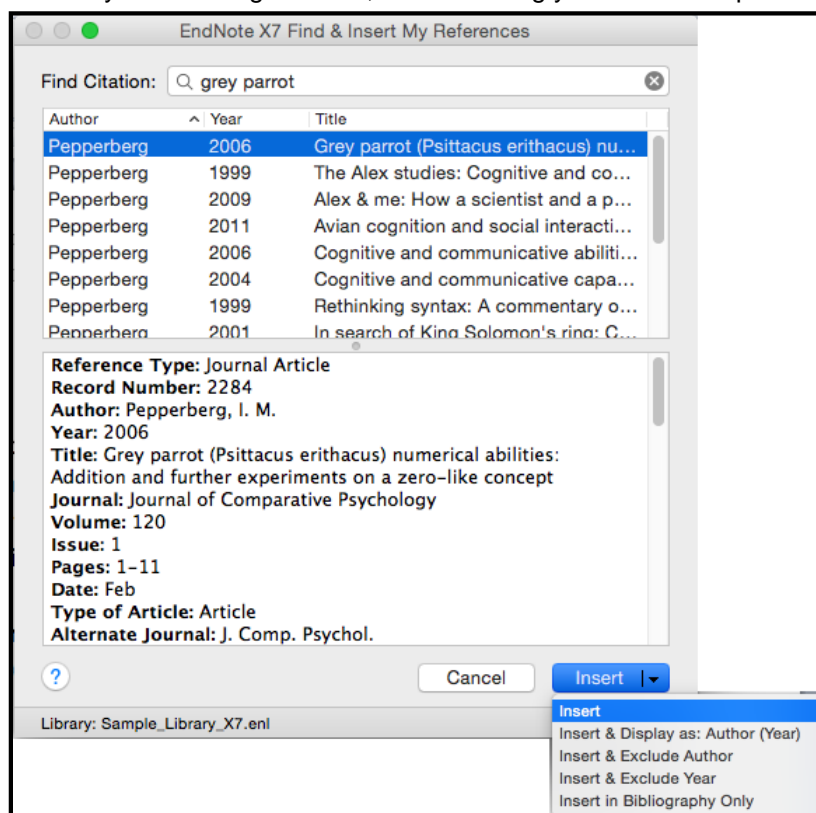 EndNote X7 Find & Insert My References
Find Citation: grey parrot
Author Year Title
Pepperberg 2006 Grey parrot (Psittacus erithacus) nu...
Pepperberg 1999 The Alex studies: Cognitive and co...
Pepperberg 2009 Alex & me: How a scientist and a p...
Pepperberg 2011 Avian cognition and social interacti...
Pepperberg 2006 Cognitive and communicative abiliti...
Pepperberg 2004 Cognitive and communicative capa...
Pepperberg 1999 Rethinking syntax: A commentary o...
Pepperberg 2001 In search of King Solomon's ring: C...
Reference Type: Journal Article
Record Number: 2284
Author: Pepperberg, I. M.
Year: 2006
Title: Grey parrot (Psittacus erithacus) numerical abilities:
Addition and further experiments on a zero-like concept
Journal: Journal of Comparative Psychology
Volume: 120
Issue: 1
Pages: 1-11
Date: Feb
Type of Article: Article
Alternate Journal: J. Comp. Psychol.
? Cancel Insert
Library: Sample_Library_X7.enl
Insert
Insert & Display as: Author (Year)
Insert & Exclude Author
Insert & Exclude Year
Insert in Bibliography Only